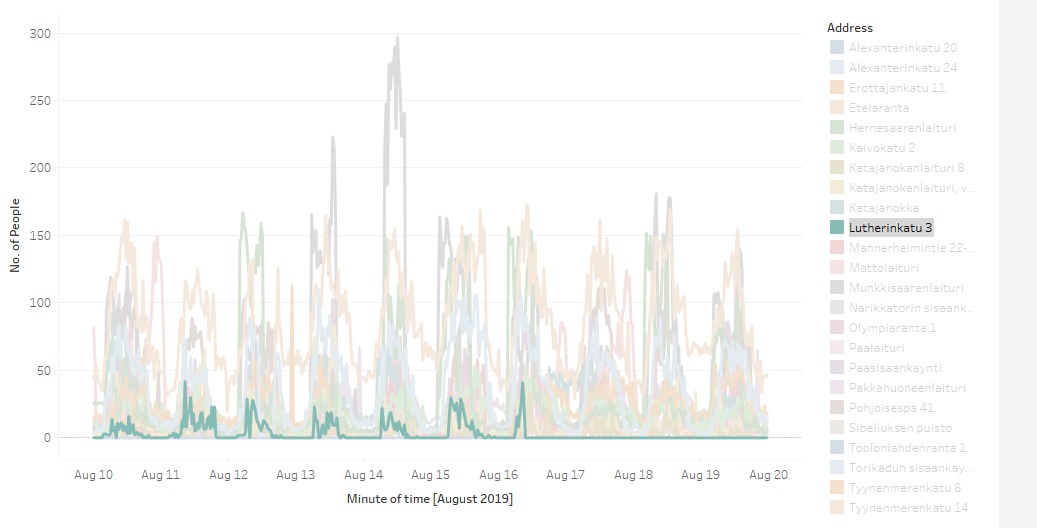 300
250
200
150
100
50
0
No. of People
Aug 10 Aug 11 Aug 12 Aug 13 Aug 14 Aug 15 Aug 16 Aug 17 Aug 18 Aug 19 Aug 20
Minute of time [August 2019]
Address
Alexanterinkatu 20
Alexanterinkatu 24
Erottajankatu 11
Etelaranta
Hernesaarenlaituri
Kaivokatu 2
Katajanokanlaituri 8
Katajanokanlaituri, v..
Katajanokka
Lutherinkatu 3
Mannerheimintie 22-..
Mattolaituri
Munkkisaarenlaituri
Narikkatorin sisaank..
Olympiaranta 1
Paalaituri
Paasisaankaynti
Pakkahuoneenlaituri
Pohjoisespa 41
Sibeliuksen puisto
Toolonlahdenranta 1
Torikadun sisaankay..
Tyynenmerenkatu 8
Tyynenmerenkatu 14